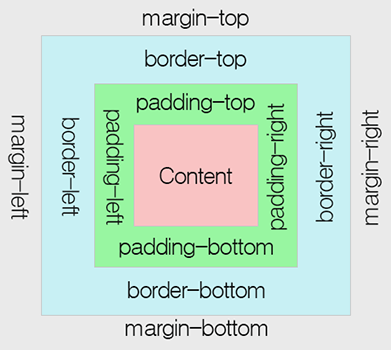 margin-top
border-top
padding-top
margin-left
border-left
padding-left
Content
padding-right
border-right
margin-right
padding-bottom
border-bottom
margin-bottom